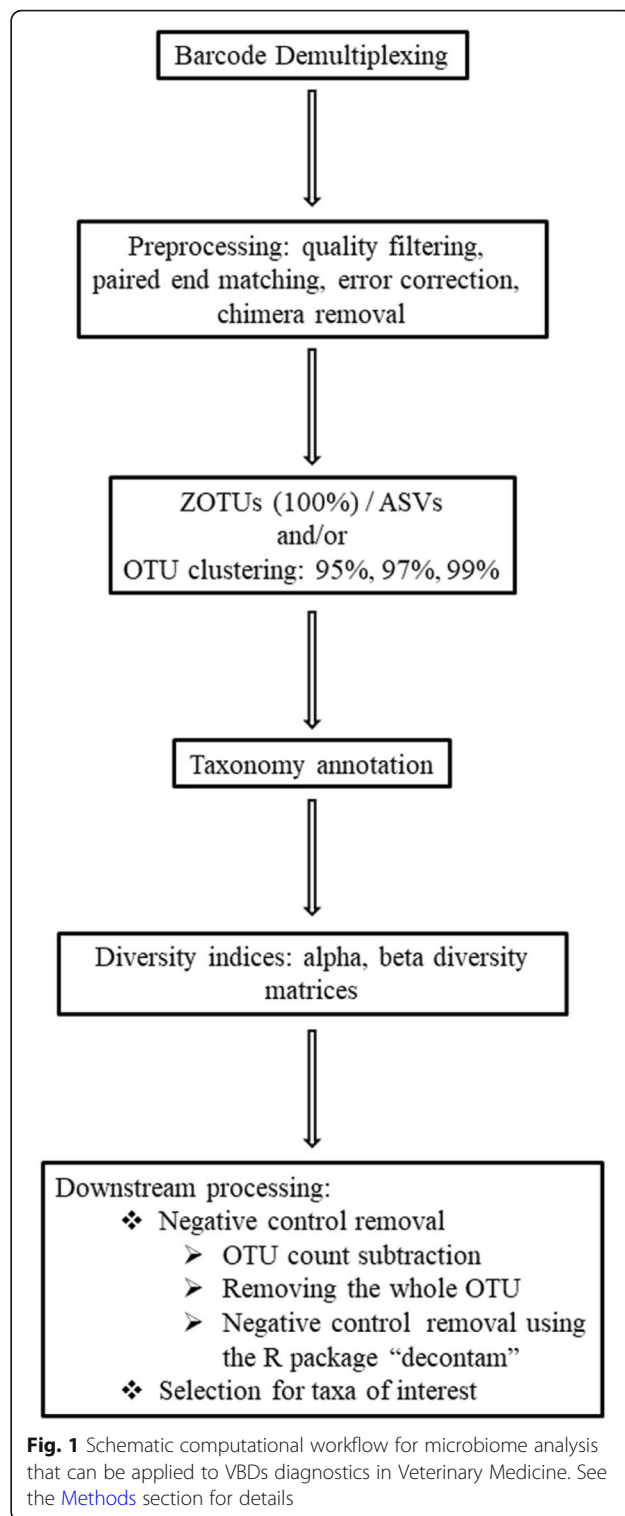 Barcode Demultiplexing
Preprocessing: quality filtering,
paired end matching, error correction,
chimera removal
ZOTUs (100%) / ASVs
and/or
OTU clustering: 95%, 97%, 99%
Taxonomy annotation
Diversity indices: alpha, beta diversity
matrices
Downstream processing:
❖ Negative control removal
➢ OTU count subtraction
➢ Removing the whole OTU
➢ Negative control removal using
the R package “decontam”
❖ Selection for taxa of interest
Fig. 1 Schematic computational workflow for microbiome analysis
that can be applied to VBDs diagnostics in Veterinary Medicine. See
the Methods section for details